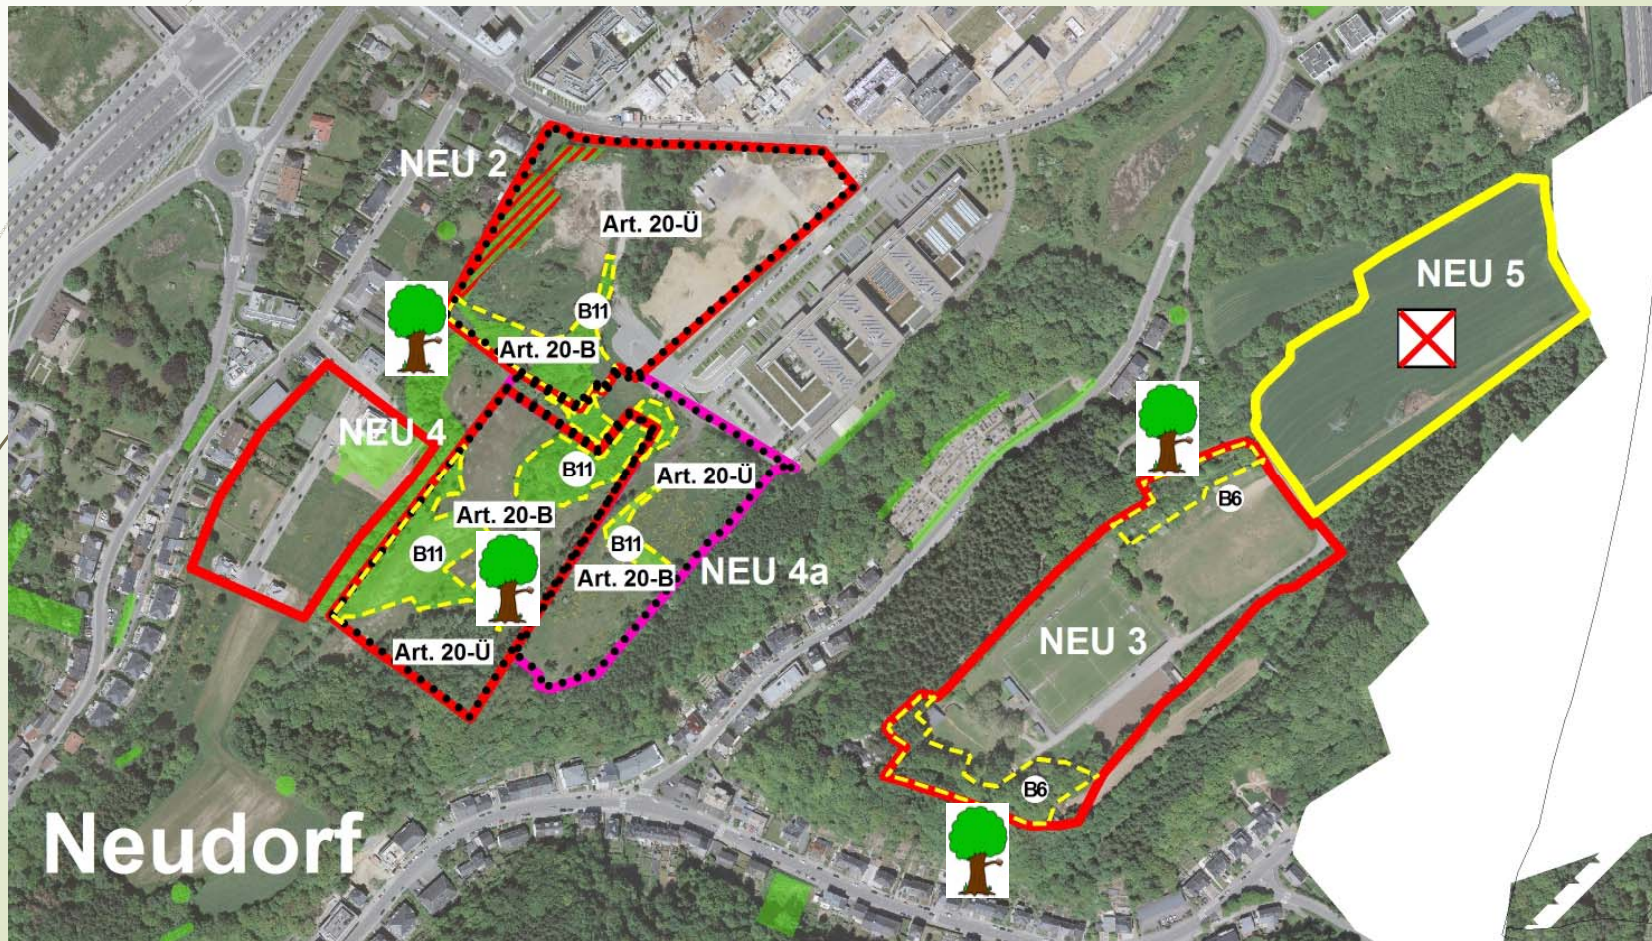 NEU 2
Art. 20-Ü
NEU 5
B11
Art. 20-B
NEU 4
B11
Art. 20-Ü
B6
Art. 20-B
B11
B11
Art. 20-B
NEU 4a
NEU 3
Art. 20-Ü
B6
Neudorf